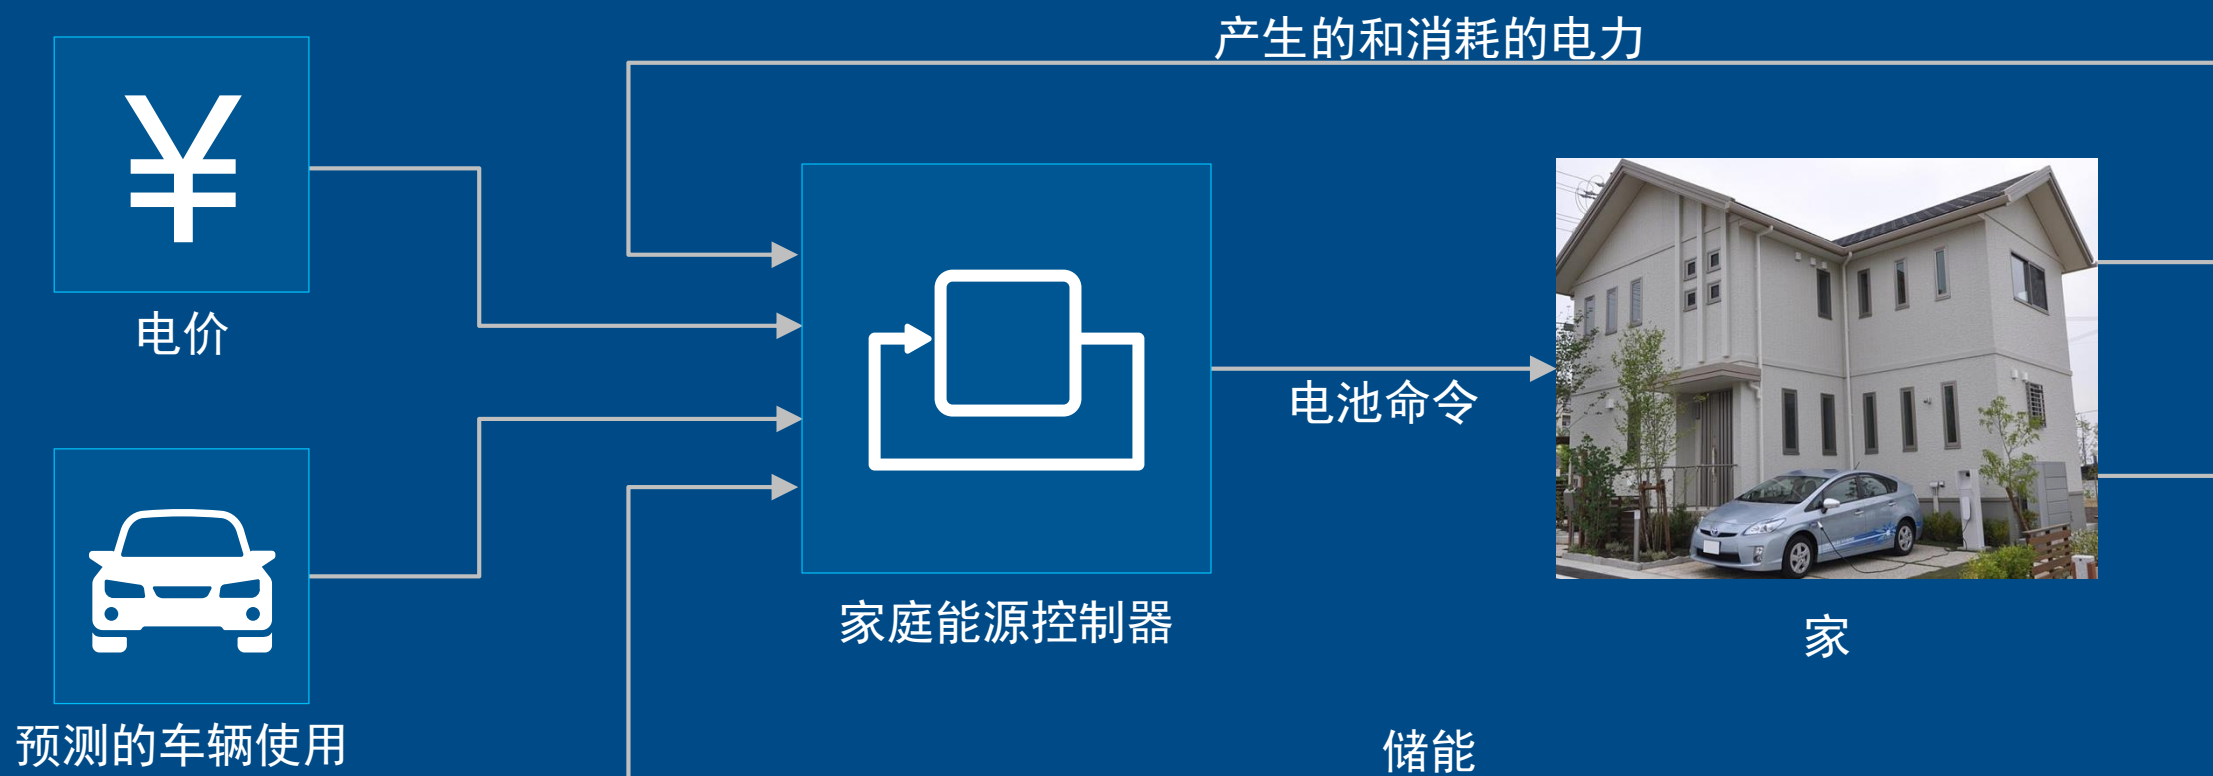 产生的和消耗的电力
¥
电价
电池命令
家庭能源控制器
家
预测的车辆使用
储能